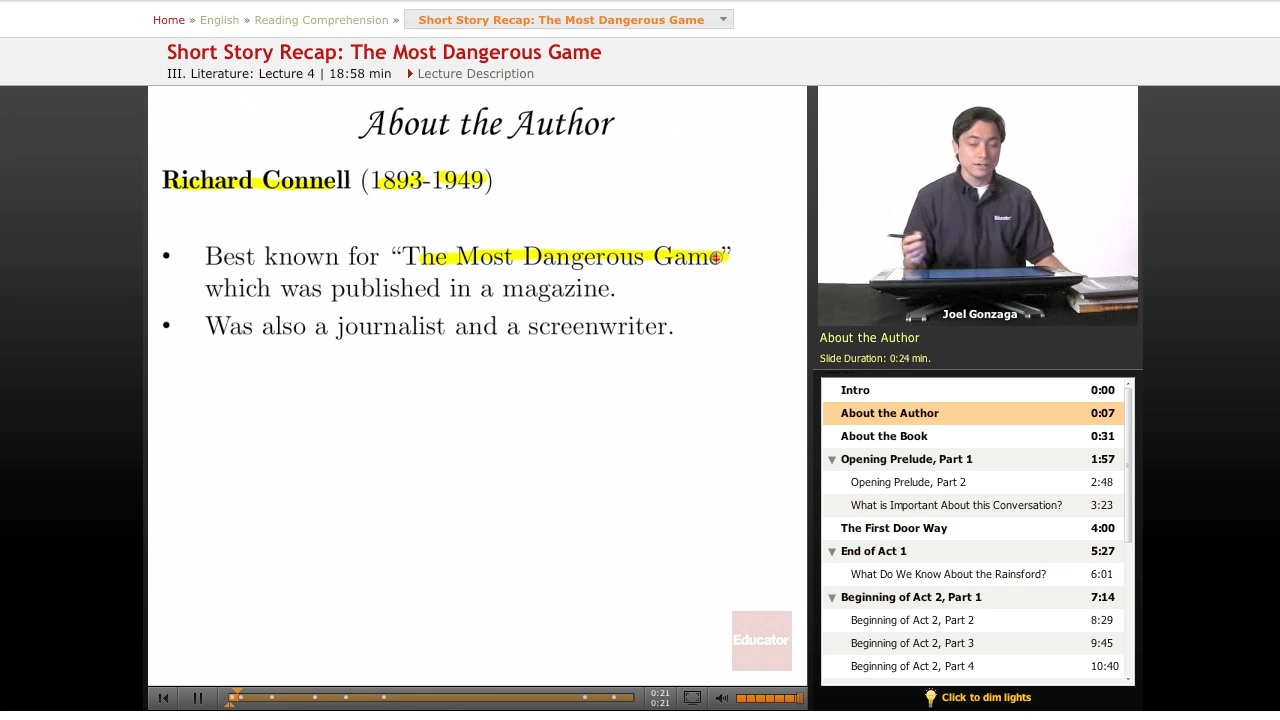 Home » English » Reading Comprehension » Short Story Recap: The Most Dangerous Game
Short Story Recap: The Most Dangerous Game
III. Literature: Lecture 4 | 18:58 min Lecture Description
About the Author
Richard Connell (1893-1949)
• Best known for “The Most Dangerous Game”
which was published in a magazine.
• Was also a journalist and a screenwriter.
Educator
0:21
0:21
Educator
Joel Gonzaga
About the Author
Slide Duration: 0:24 min.
Intro 0:00
About the Author 0:07
About the Book 0:31
Opening Prelude, Part 1 1:57
Opening Prelude, Part 2 2:48
What is Important About this Conversation? 3:23
The First Door Way 4:00
End of Act 1 5:27
What Do We Know About the Rainsford? 6:01
Beginning of Act 2, Part 1 7:14
Beginning of Act 2, Part 2 8:29
Beginning of Act 2, Part 3 9:45
Beginning of Act 2, Part 4 10:40
Click to dim lights